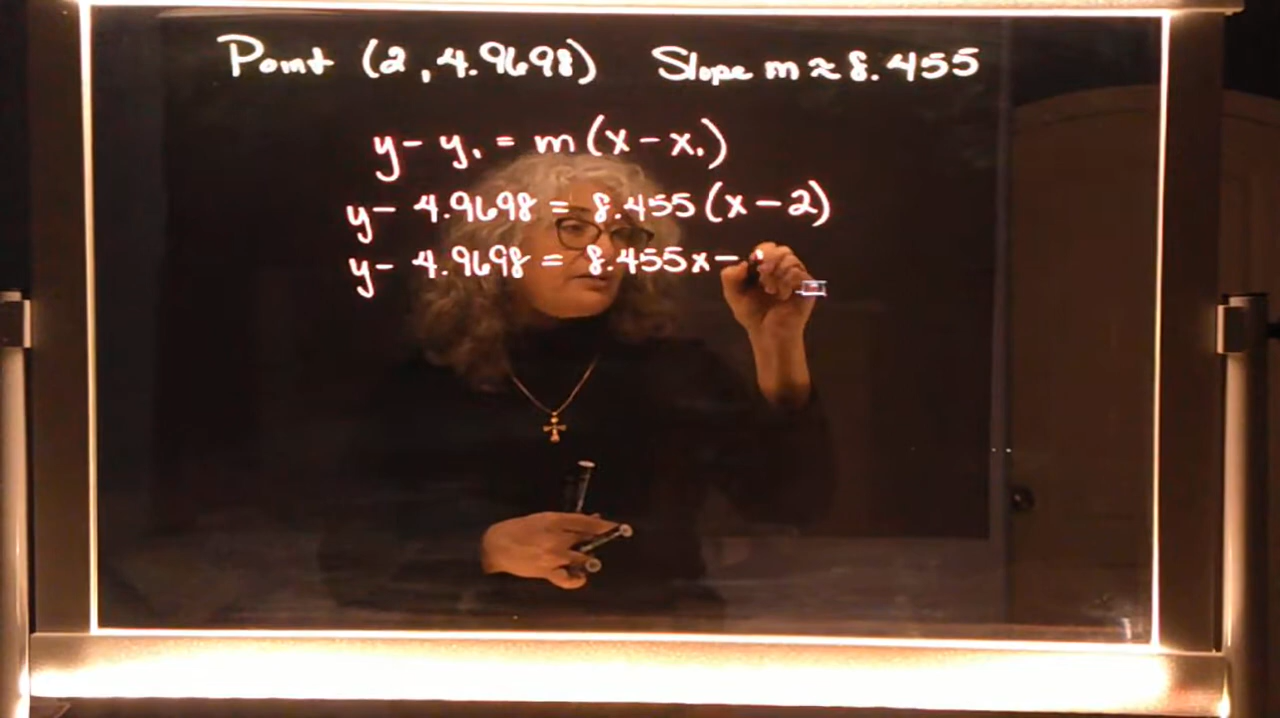 Point (2, 4.9698) Slope m ≈ 8.455
y - y₁ = m(x - x₁)
y - 4.9698 = 8.455(x - 2)
y - 4.9698 = 8.455x -